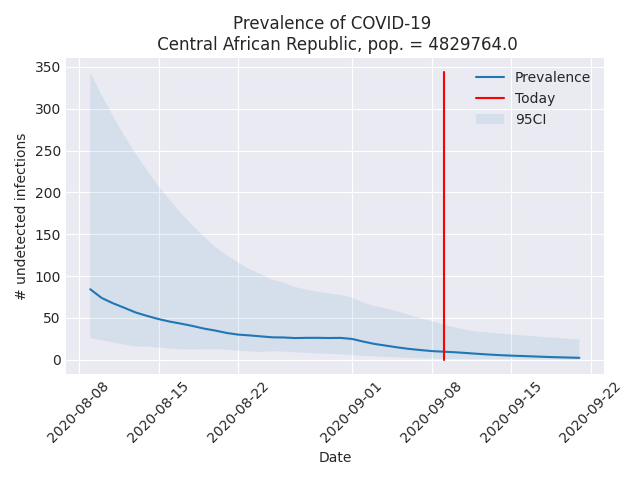 Prevalence of COVID-19
Central African Republic, pop. = 4829764.0
Prevalence
Today
95CI
# undetected infections
350
300
250
200
150
100
50
0
2020-08-08
2020-08-15
2020-08-22
2020-09-01
2020-09-08
2020-09-15
2020-09-22
Date